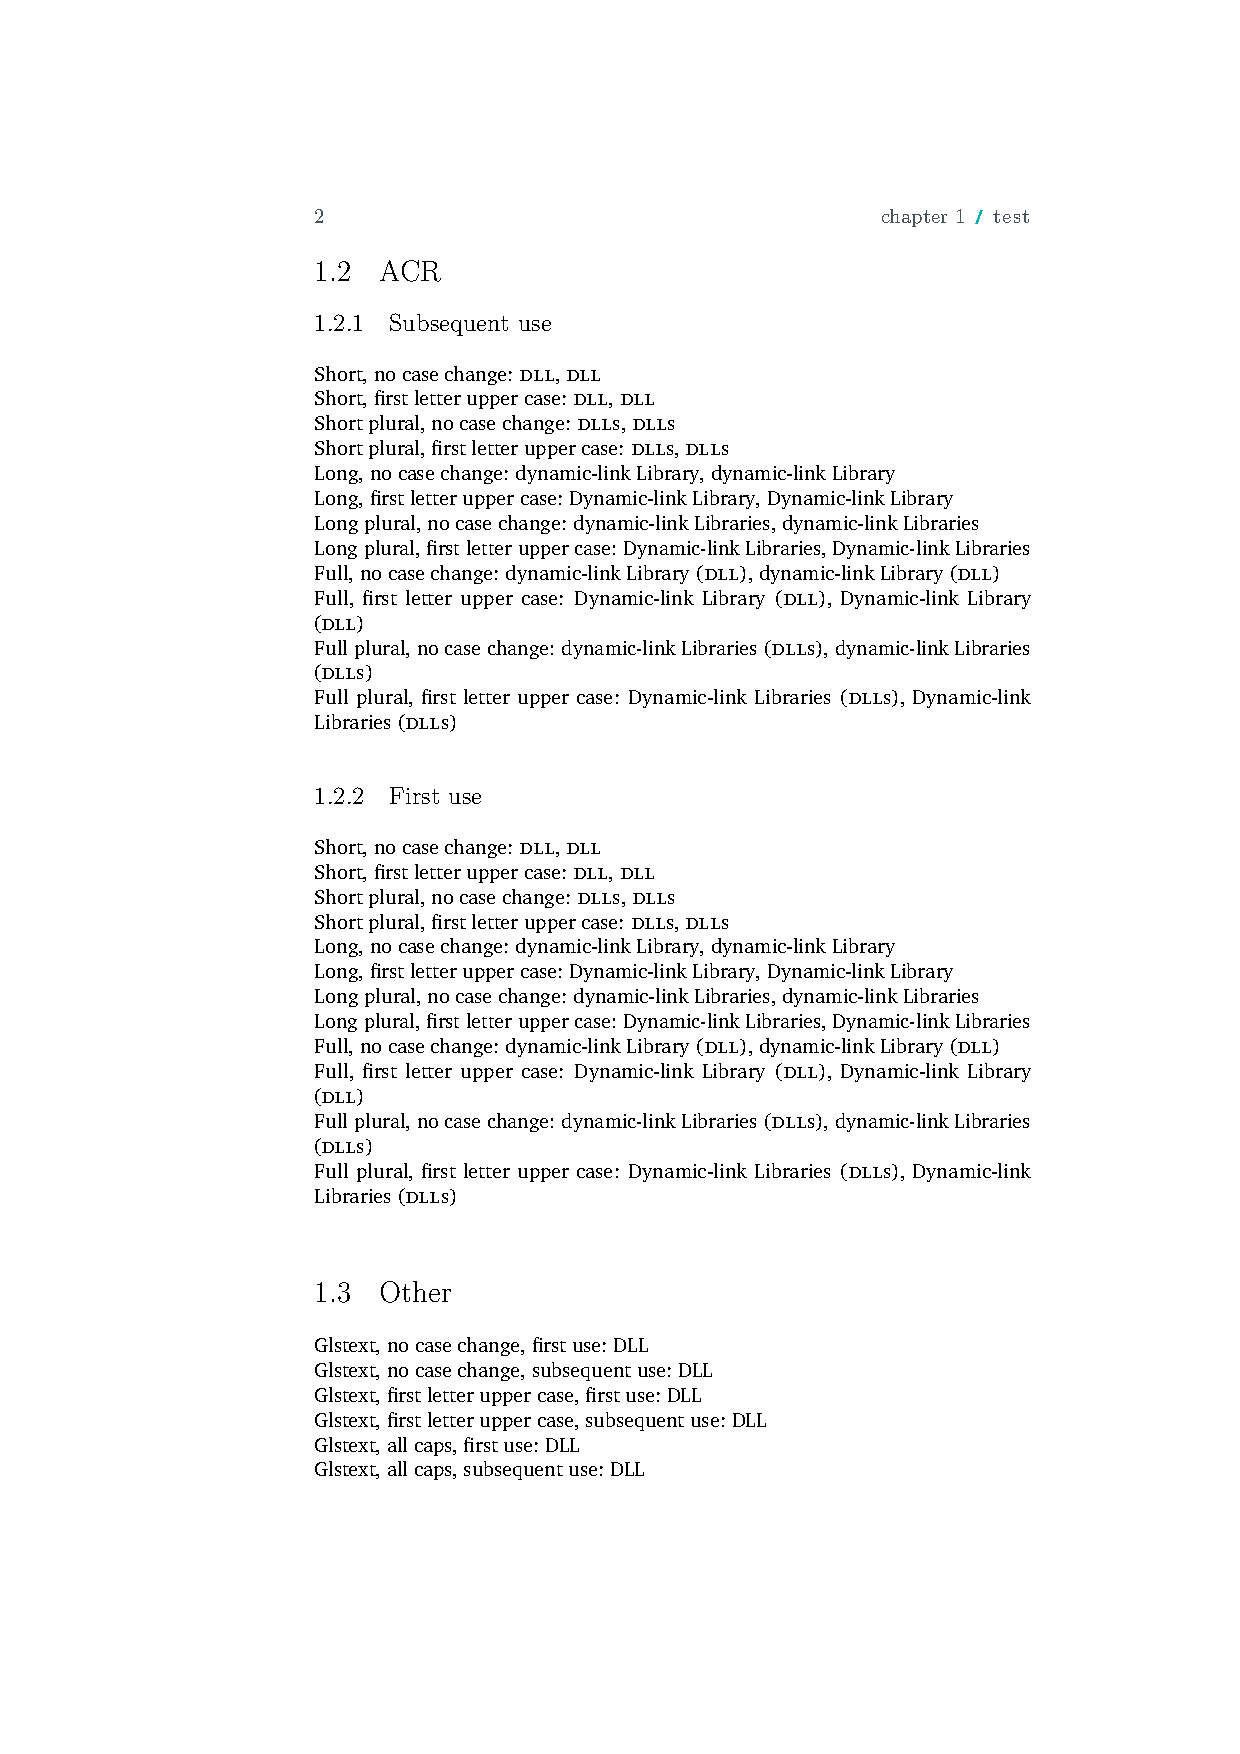 2 chapter 1 / test
1.2 ACR
1.2.1 Subsequent use
Short, no case change: DLL, DLL
Short, first letter upper case: DLL, DLL
Short plural, no case change: DLLs, DLLs
Short plural, first letter upper case: DLLs, DLLs
Long, no case change: dynamic-link Library, dynamic-link Library
Long, first letter upper case: Dynamic-link Library, Dynamic-link Library
Long plural, no case change: dynamic-link Libraries, dynamic-link Libraries
Long plural, first letter upper case: Dynamic-link Libraries, Dynamic-link Libraries
Full, no case change: dynamic-link Library (DLL), dynamic-link Library (DLL)
Full, first letter upper case: Dynamic-link Library (DLL), Dynamic-link Library
(DLL)
Full plural, no case change: dynamic-link Libraries (DLLs), dynamic-link Libraries
(DLLs)
Full plural, first letter upper case: Dynamic-link Libraries (DLLs), Dynamic-link
Libraries (DLLs)
1.2.2 First use
Short, no case change: DLL, DLL
Short, first letter upper case: DLL, DLL
Short plural, no case change: DLLs, DLLs
Short plural, first letter upper case: DLLs, DLLs
Long, no case change: dynamic-link Library, dynamic-link Library
Long, first letter upper case: Dynamic-link Library, Dynamic-link Library
Long plural, no case change: dynamic-link Libraries, dynamic-link Libraries
Long plural, first letter upper case: Dynamic-link Libraries, Dynamic-link Libraries
Full, no case change: dynamic-link Library (DLL), dynamic-link Library (DLL)
Full, first letter upper case: Dynamic-link Library (DLL), Dynamic-link Library
(DLL)
Full plural, no case change: dynamic-link Libraries (DLLs), dynamic-link Libraries
(DLLs)
Full plural, first letter upper case: Dynamic-link Libraries (DLLs), Dynamic-link
Libraries (DLLs)
1.3 Other
Glstext, no case change, first use: DLL
Glstext, no case change, subsequent use: DLL
Glstext, first letter upper case, first use: DLL
Glstext, first letter upper case, subsequent use: DLL
Glstext, all caps, first use: DLL
Glstext, all caps, subsequent use: DLL